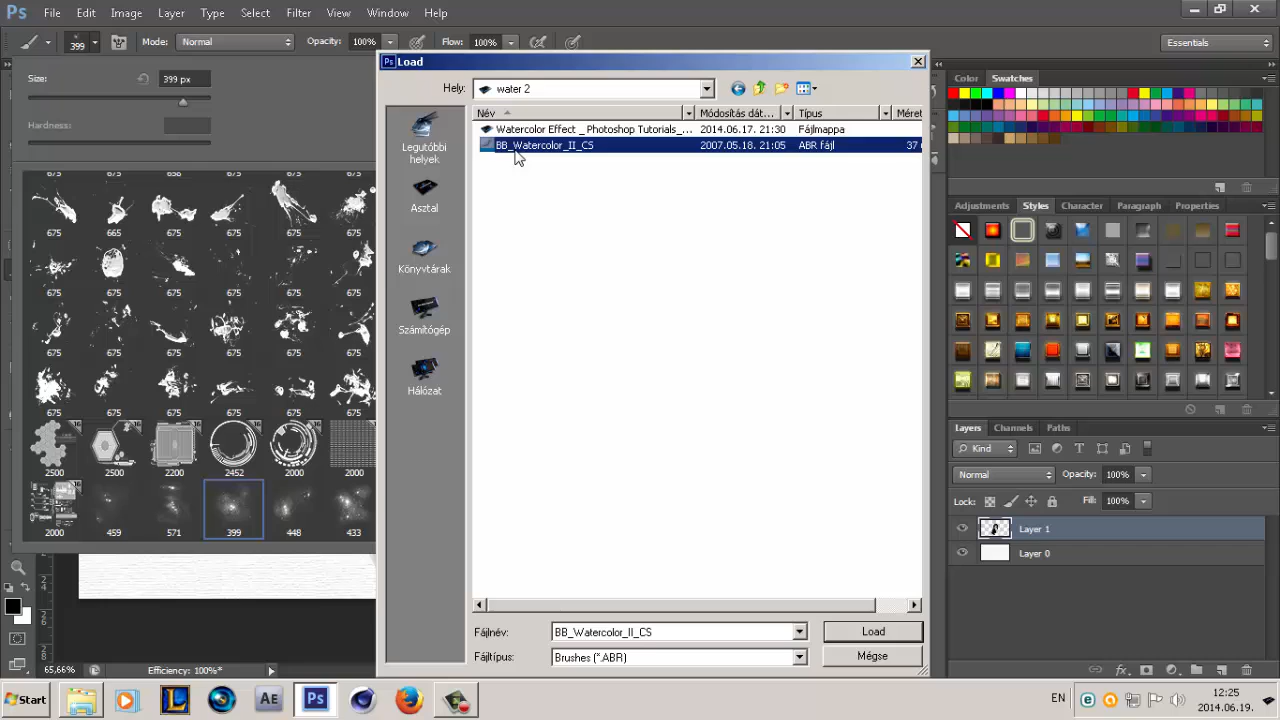 Ps File Edit Image Layer Type Select Filter View Window Help
399 Mode: Normal Opacity: 100% Flow: 100% Essentials
Size: 399 px
Hardness:
675 665 658 675 675 675
675 675 675 675 675 675
675 675 675 675 675 675
675 675 675 675 675 675
2500 2500 2200 2452 2000 2000
2000 459 571 399 448 433
Ps Load
Hely: water 2
Név Módosítás dát... Típus Méret
Watercolor Effect _ Photoshop Tutorials_... 2014.06.17. 21:30 Fájlmappa
BB_Watercolor_II_CS 2007.05.18. 21:05 ABR fájl 37
Legutóbbi
helyek
Asztal
Könyvtárak
Számítógép
Hálózat
Fájlnév: BB_Watercolor_II_CS Load
Fájltípus: Brushes (*.ABR) Mégse
Color Swatches
Adjustments Styles Character Paragraph Properties
Layers Channels Paths
Kind
Normal Opacity: 100%
Lock: Fill: 100%
Layer 1
Layer 0
fx
65,66% Efficiency: 100%*
Start L AE Ps EN 12:25
2014.06.19.